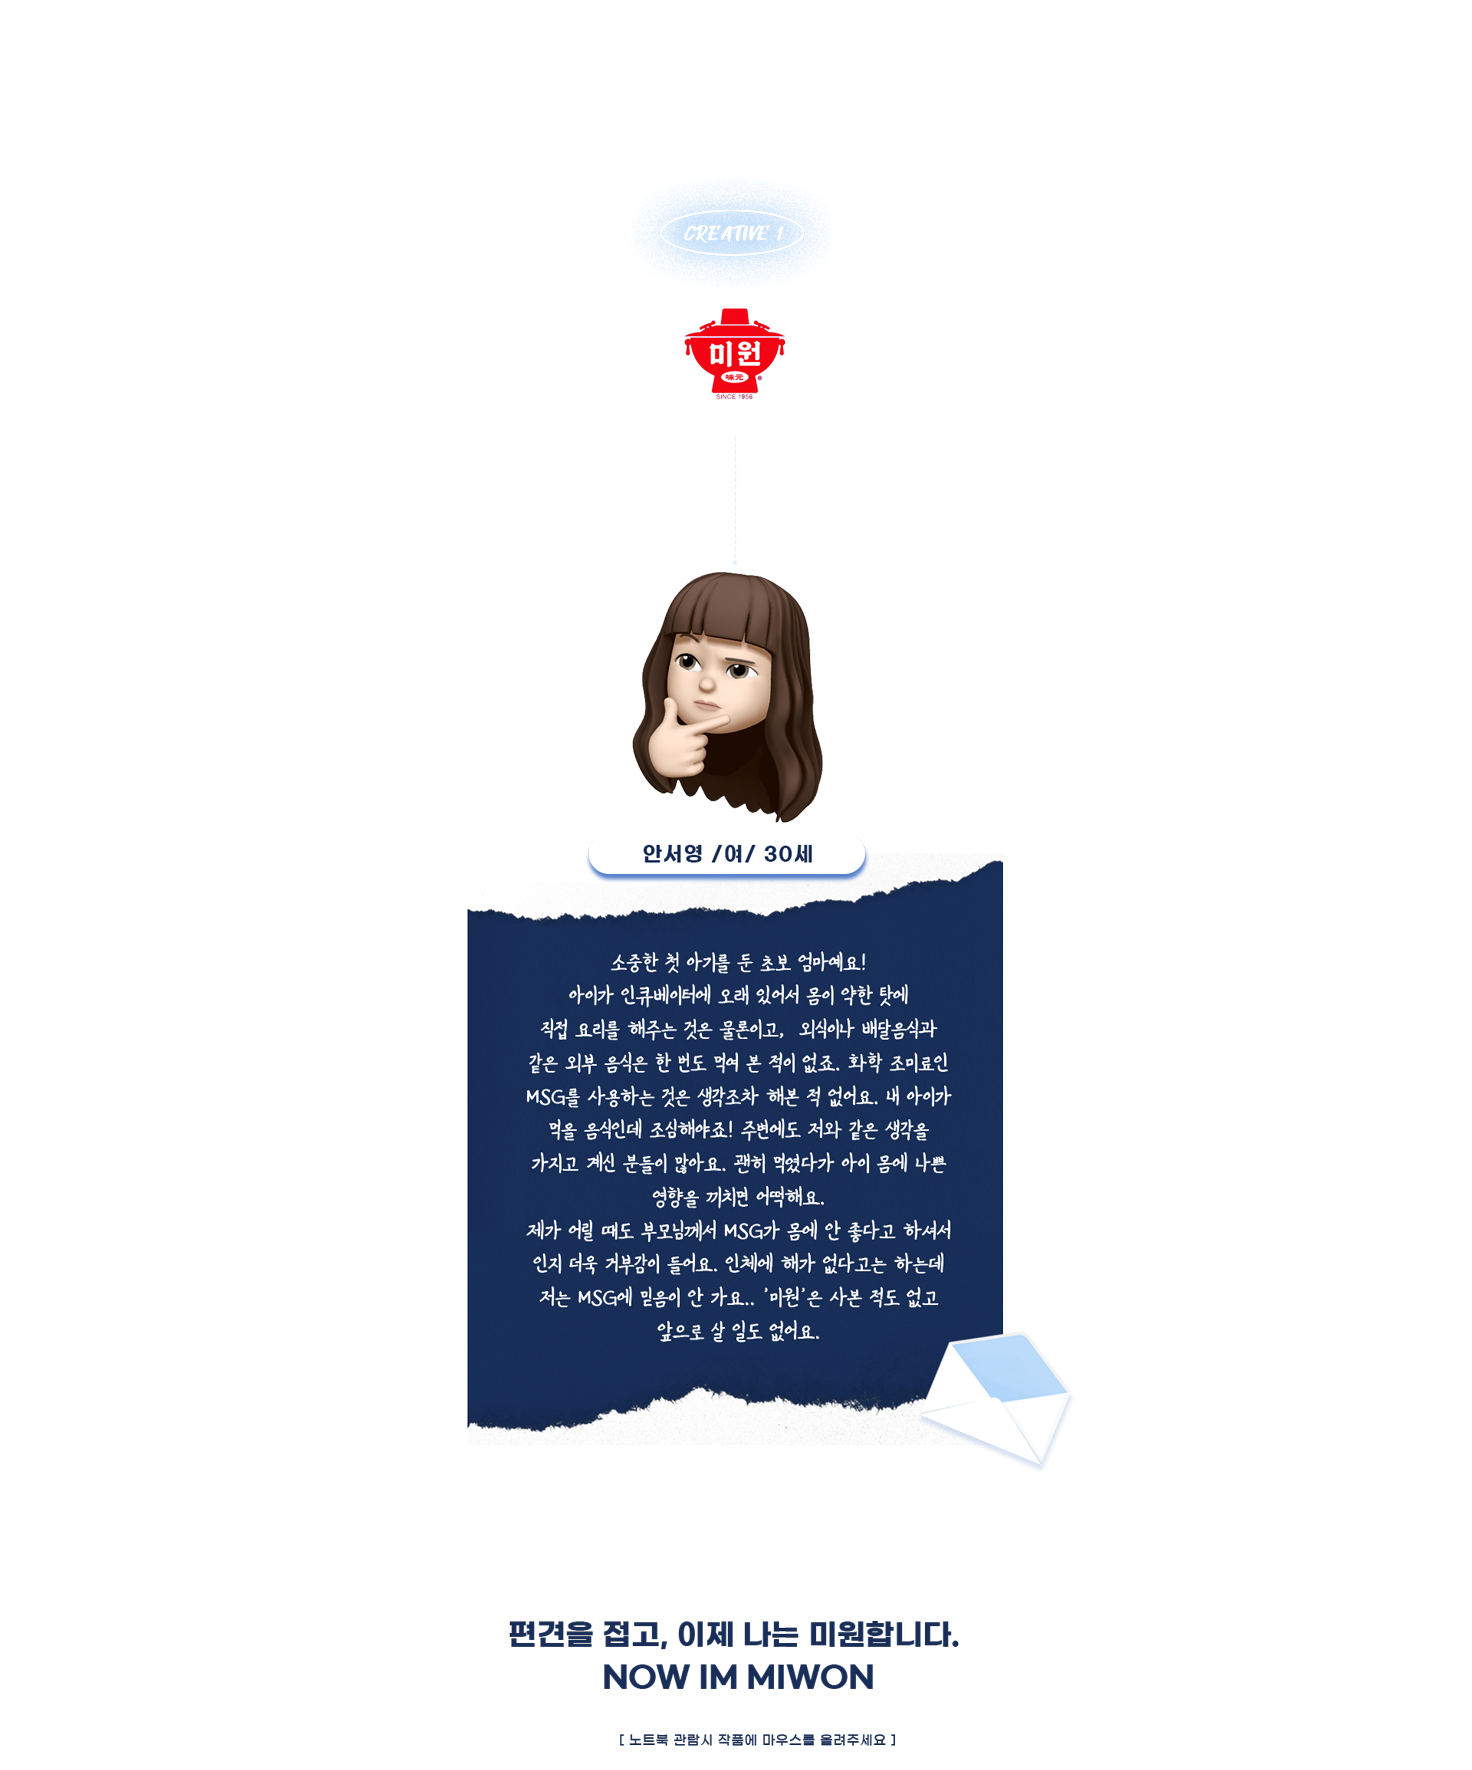 CREATIVE 1
미원
味元
SINCE 1956
안서영 /여/ 30세
소중한 첫 아기를 둔 초보 엄마예요!
아이가 인큐베이터에 오래 있어서 몸이 약한 탓에
직접 요리를 해주는 것은 물론이고, 외식이나 배달음식과
같은 외부 음식은 한 번도 먹여 본 적이 없죠. 화학 조미료인
MSG를 사용하는 것은 생각조차 해본 적 없어요. 내 아이가
먹을 음식인데 조심해야죠! 주변에도 저와 같은 생각을
가지고 계신 분들이 많아요. 괜히 먹였다가 아이 몸에 나쁜
영향을 끼치면 어떡해요.
제가 어릴 때도 부모님께서 MSG가 몸에 안 좋다고 하셔서
인지 더욱 거부감이 들어요. 인체에 해가 없다고는 하는데
저는 MSG에 믿음이 안 가요.. '미원'은 사본 적도 없고
앞으로 살 일도 없어요.
편견을 접고, 이제 나는 미원합니다.
NOW IM MIWON
[ 노트북 관람시 작품에 마우스를 올려주세요 ]